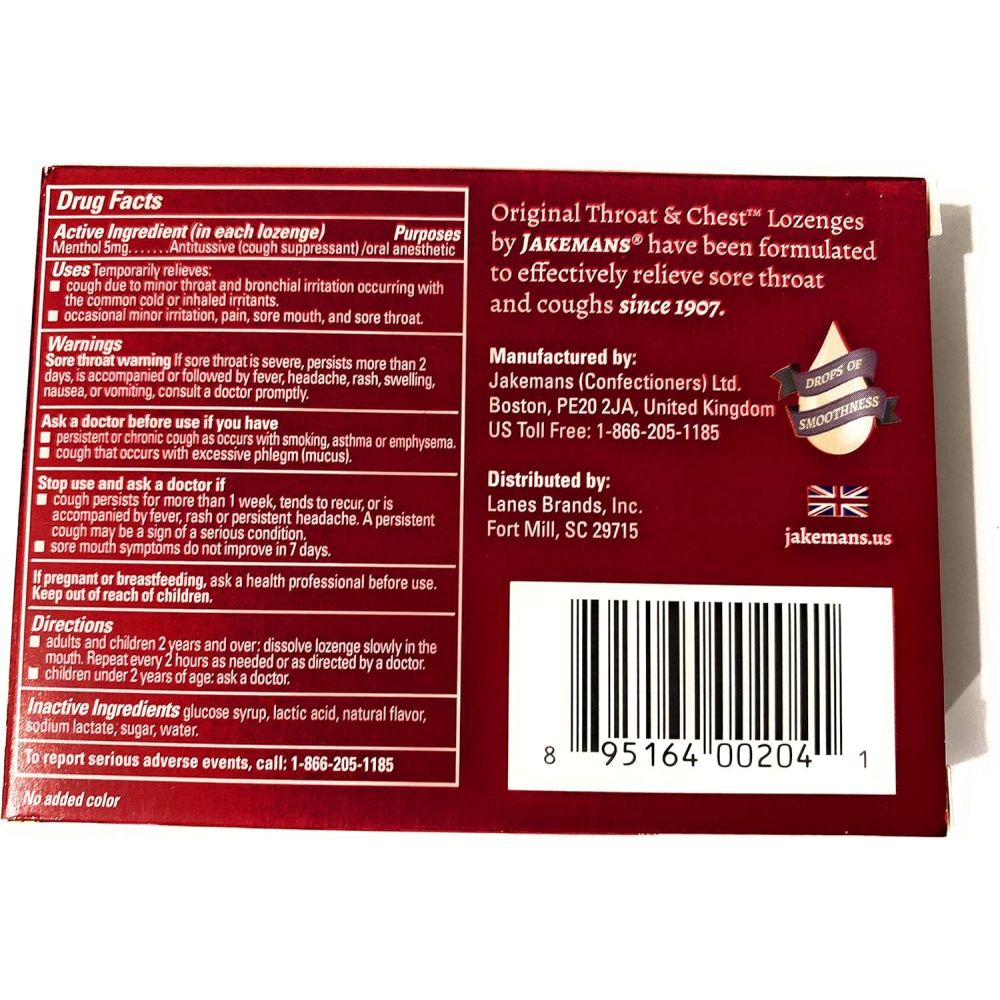 Drug Facts
Active Ingredient (in each lozenge) Purposes
Menthol 5mg.......Antitussive (cough suppressant) /oral anesthetic
Uses Temporarily relieves:
■ cough due to minor throat and bronchial irritation occurring with
the common cold or inhaled irritants.
■ occasional minor irritation, pain, sore mouth, and sore throat.
Warnings
Sore throat warning If sore throat is severe, persists more than 2
days, is accompanied or followed by fever, headache, rash, swelling,
nausea, or vomiting, consult a doctor promptly.
Ask a doctor before use if you have
■ persistent or chronic cough as occurs with smoking, asthma or emphysema.
■ cough that occurs with excessive phlegm (mucus).
Stop use and ask a doctor if
■ cough persists for more than 1 week, tends to recur, or is
accompanied by fever, rash or persistent headache. A persistent
cough may be a sign of a serious condition.
■ sore mouth symptoms do not improve in 7 days.
If pregnant or breastfeeding, ask a health professional before use.
Keep out of reach of children.
Directions
■ adults and children 2 years and over: dissolve lozenge slowly in the
mouth. Repeat every 2 hours as needed or as directed by a doctor.
■ children under 2 years of age: ask a doctor.
Inactive Ingredients glucose syrup, lactic acid, natural flavor,
sodium lactate, sugar, water.
To report serious adverse events, call: 1-866-205-1185
No added color
Original Throat & Chest™ Lozenges
by JAKEMANS® have been formulated
to effectively relieve sore throat
and coughs since 1907.
Manufactured by:
Jakemans (Confectioners) Ltd.
Boston, PE20 2JA, United Kingdom
US Toll Free: 1-866-205-1185
DROPS OF
SMOOTHNESS
Distributed by:
Lanes Brands, Inc.
Fort Mill, SC 29715
jakemans.us
8 95164 00204 1